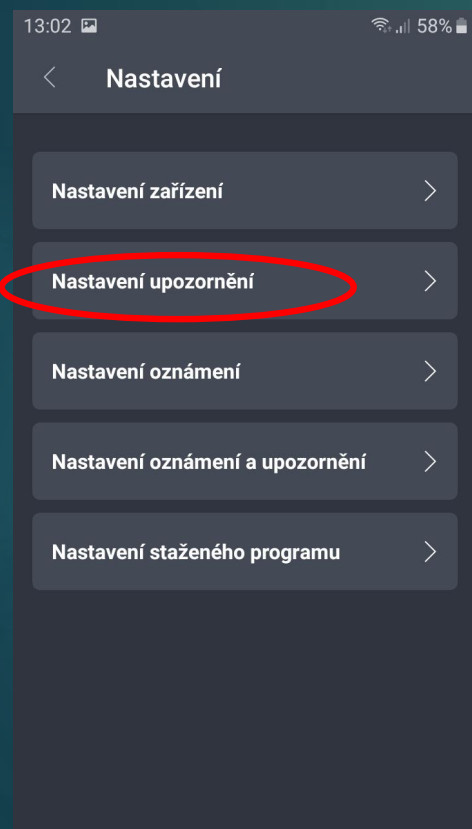 13:02 58%
Nastavení
Nastavení zařízení
Nastavení upozornění
Nastavení oznámení
Nastavení oznámení a upozornění
Nastavení staženého programu